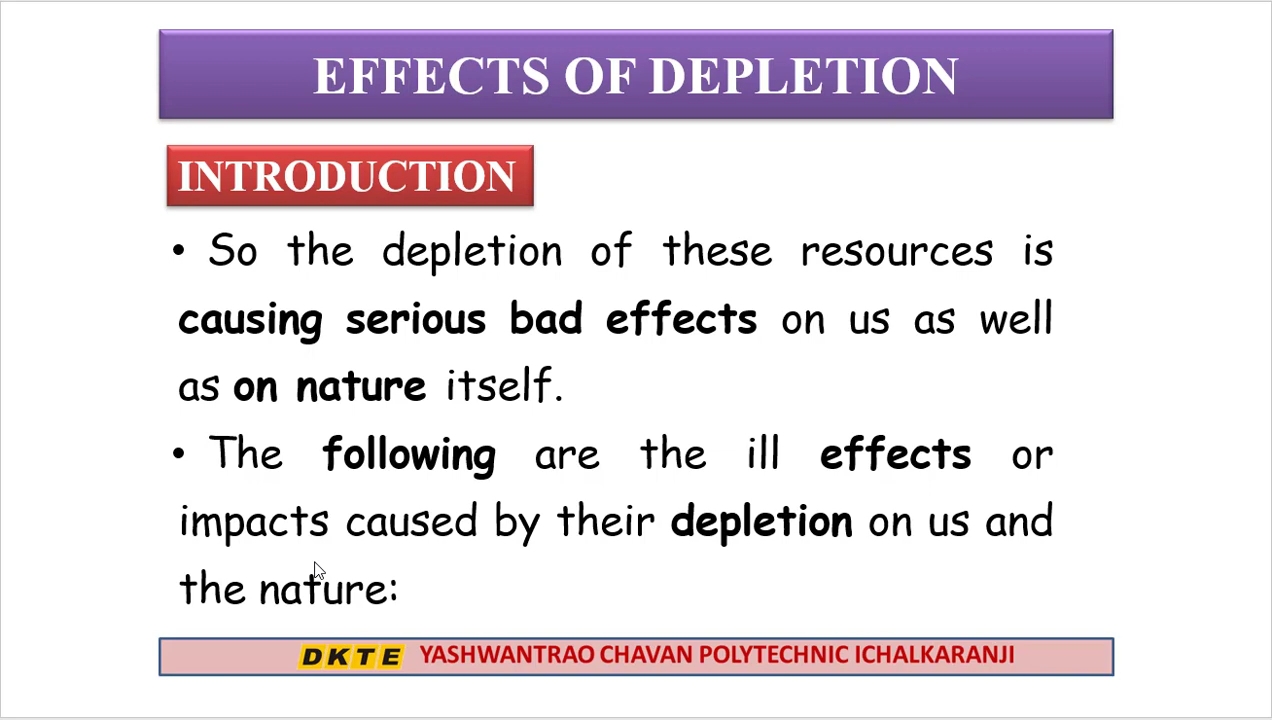 EFFECTS OF DEPLETION
INTRODUCTION
• So the depletion of these resources is
causing serious bad effects on us as well
as on nature itself.
• The following are the ill effects or
impacts caused by their depletion on us and
the nature:
DKTE YASHWANTRAO CHAVAN POLYTECHNIC ICHALKARANJI